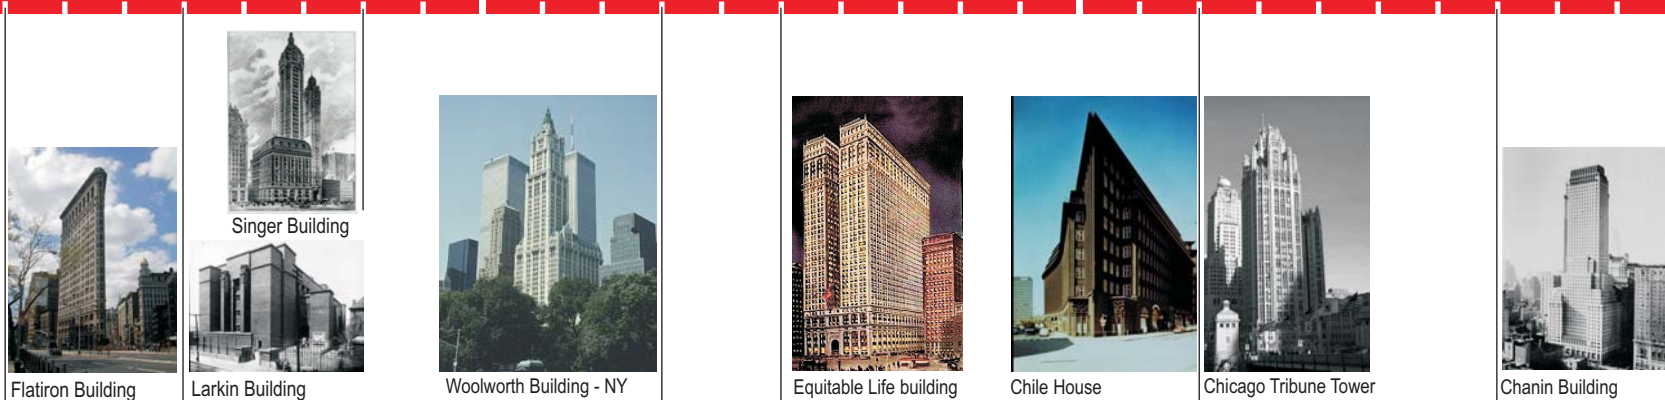 Singer Building
Flatiron Building
Larkin Building
Woolworth Building - NY
Equitable Life building
Chile House
Chicago Tribune Tower
Chanin Building